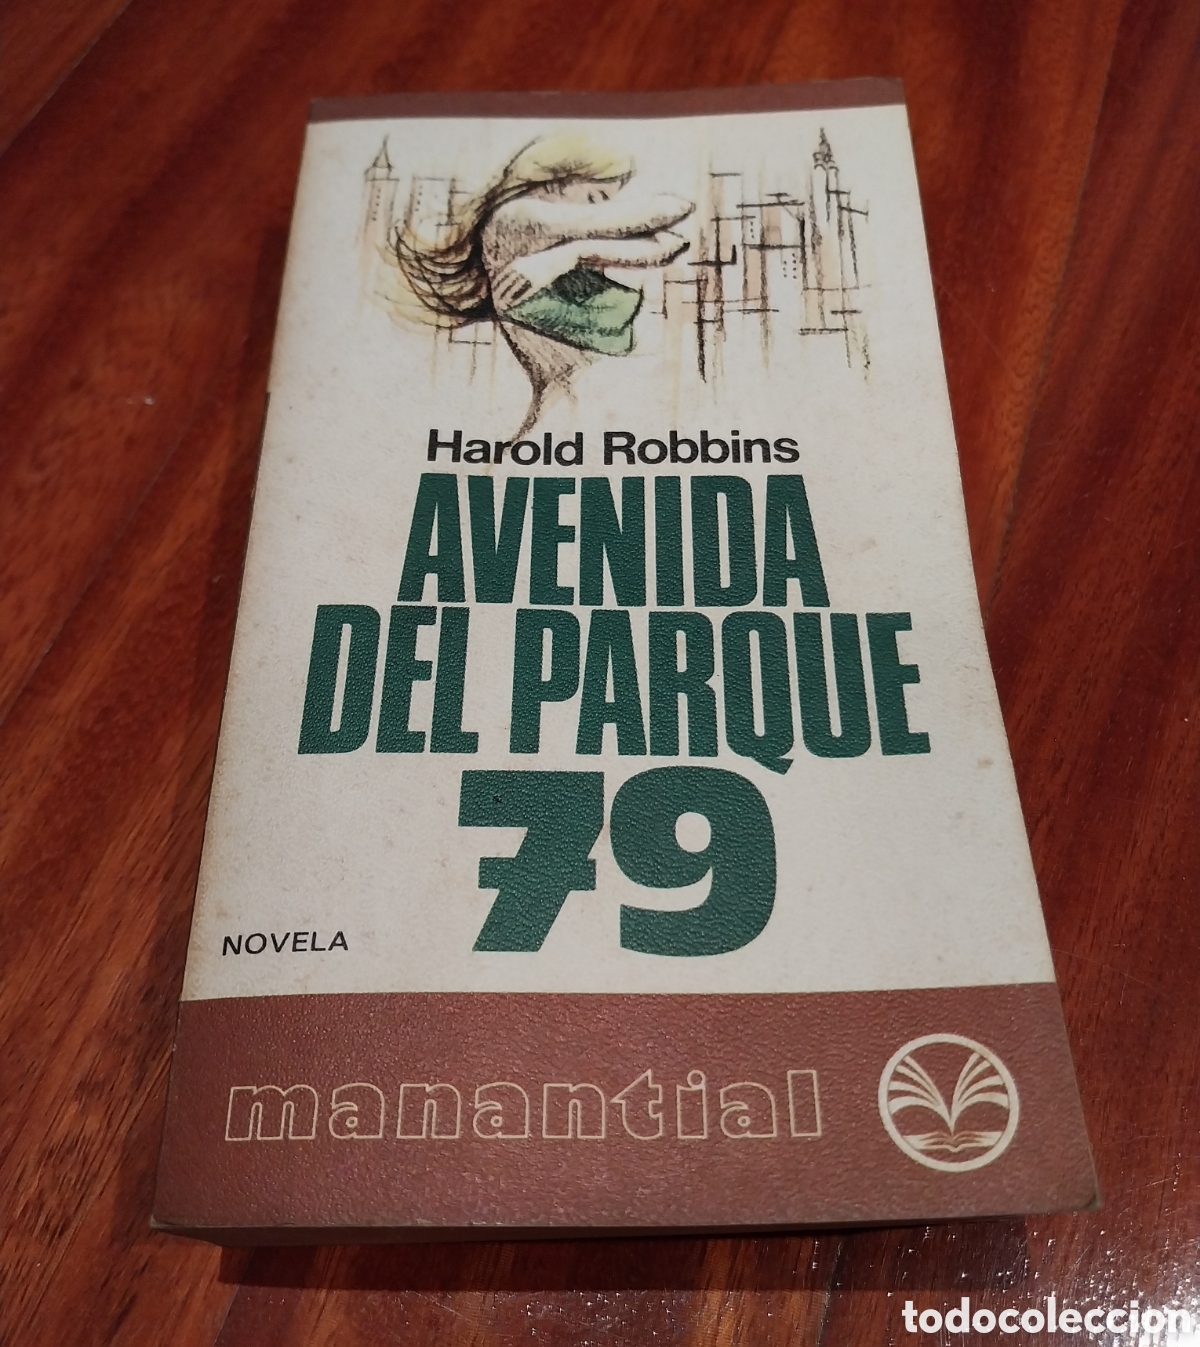 Harold Robbins
AVENIDA
DEL PARQUE
79
NOVELA
manantial
todocoleccion